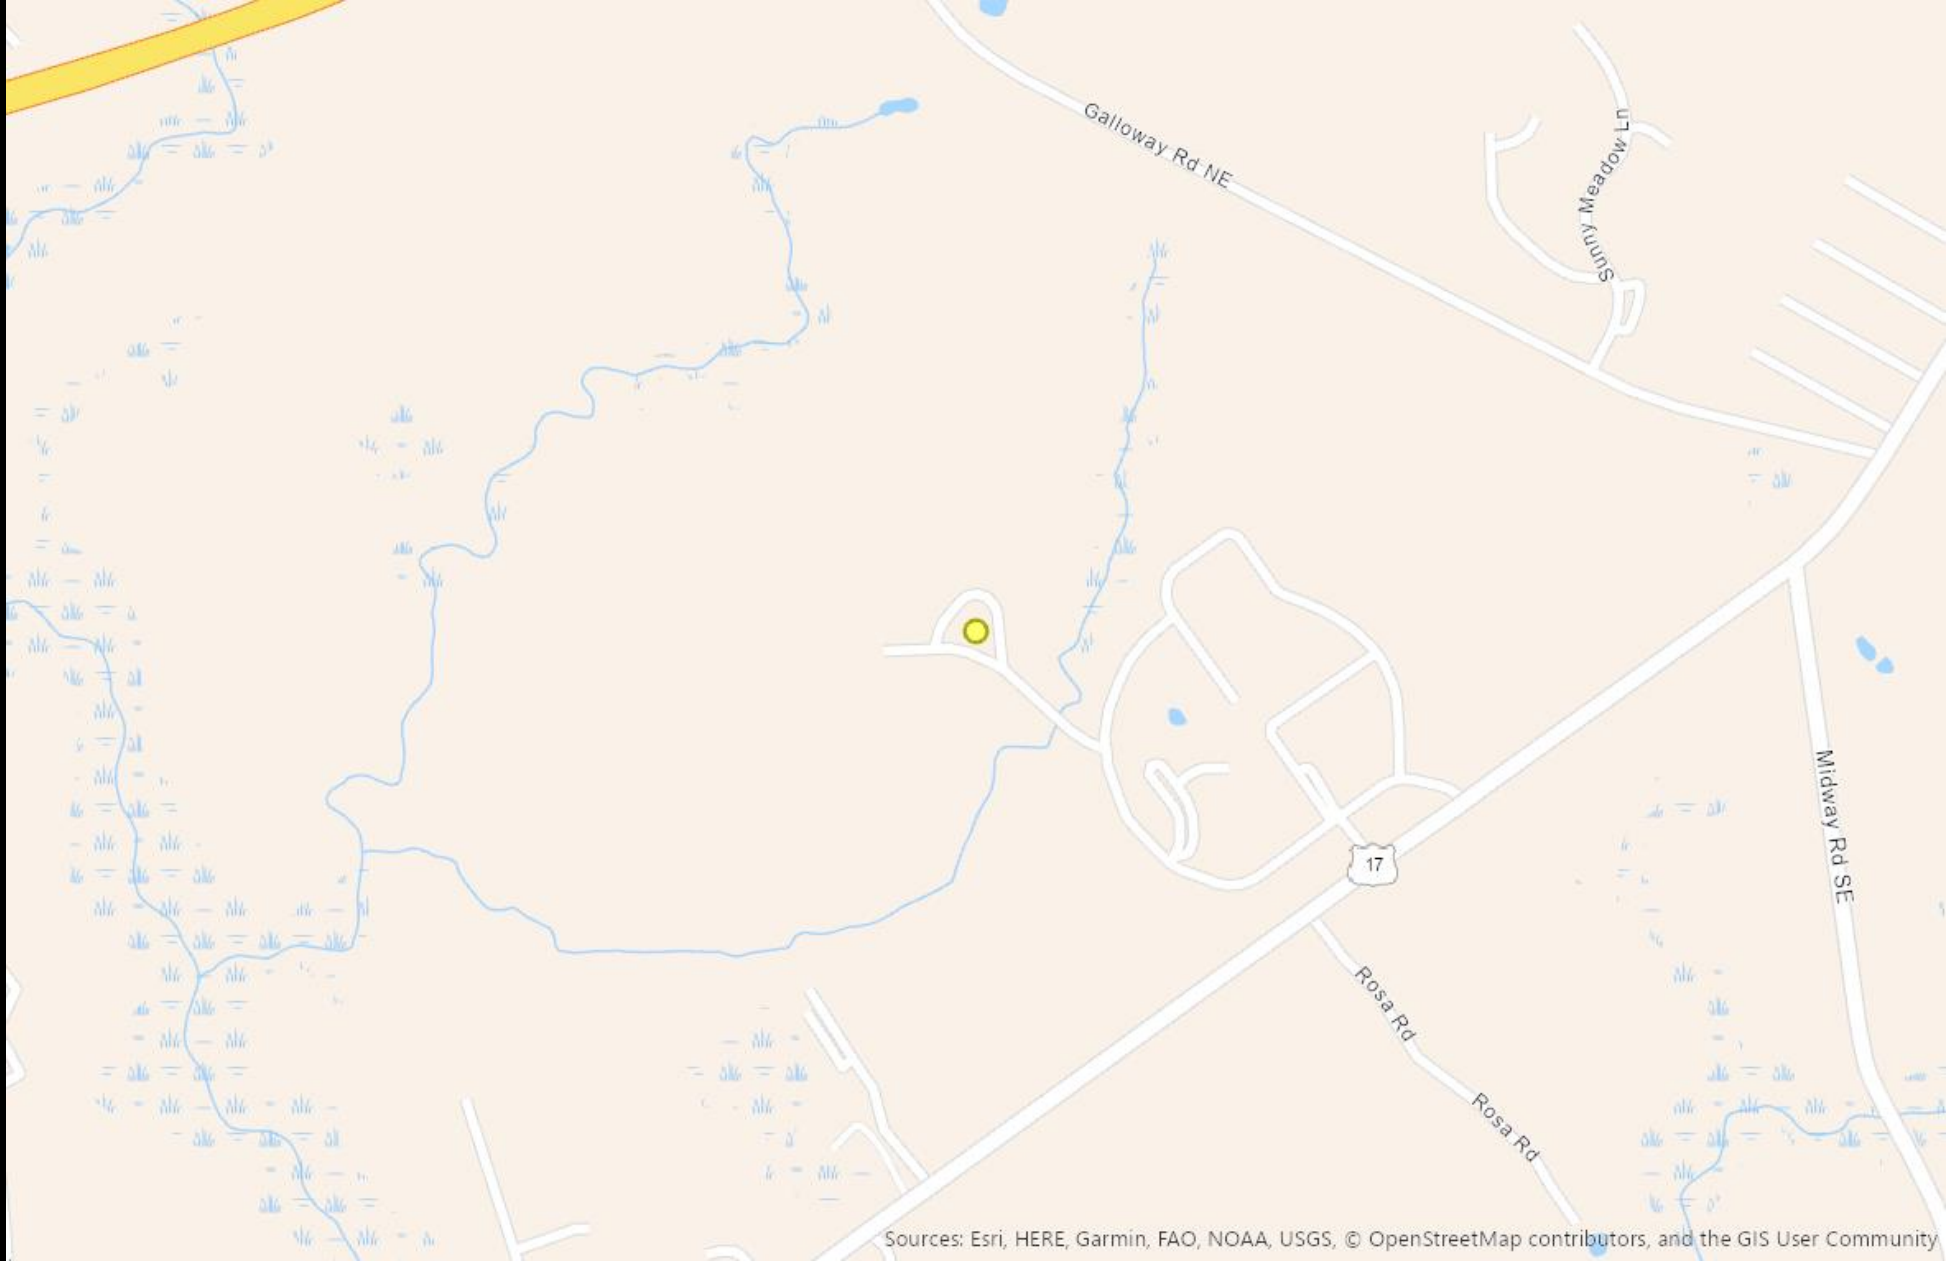 Galloway Rd NE
Sunny Meadow Ln
17
Midway Rd SE
Rosa Rd
Rosa Rd
Sources: Esri, HERE, Garmin, FAO, NOAA, USGS, © OpenStreetMap contributors, and the GIS User Community